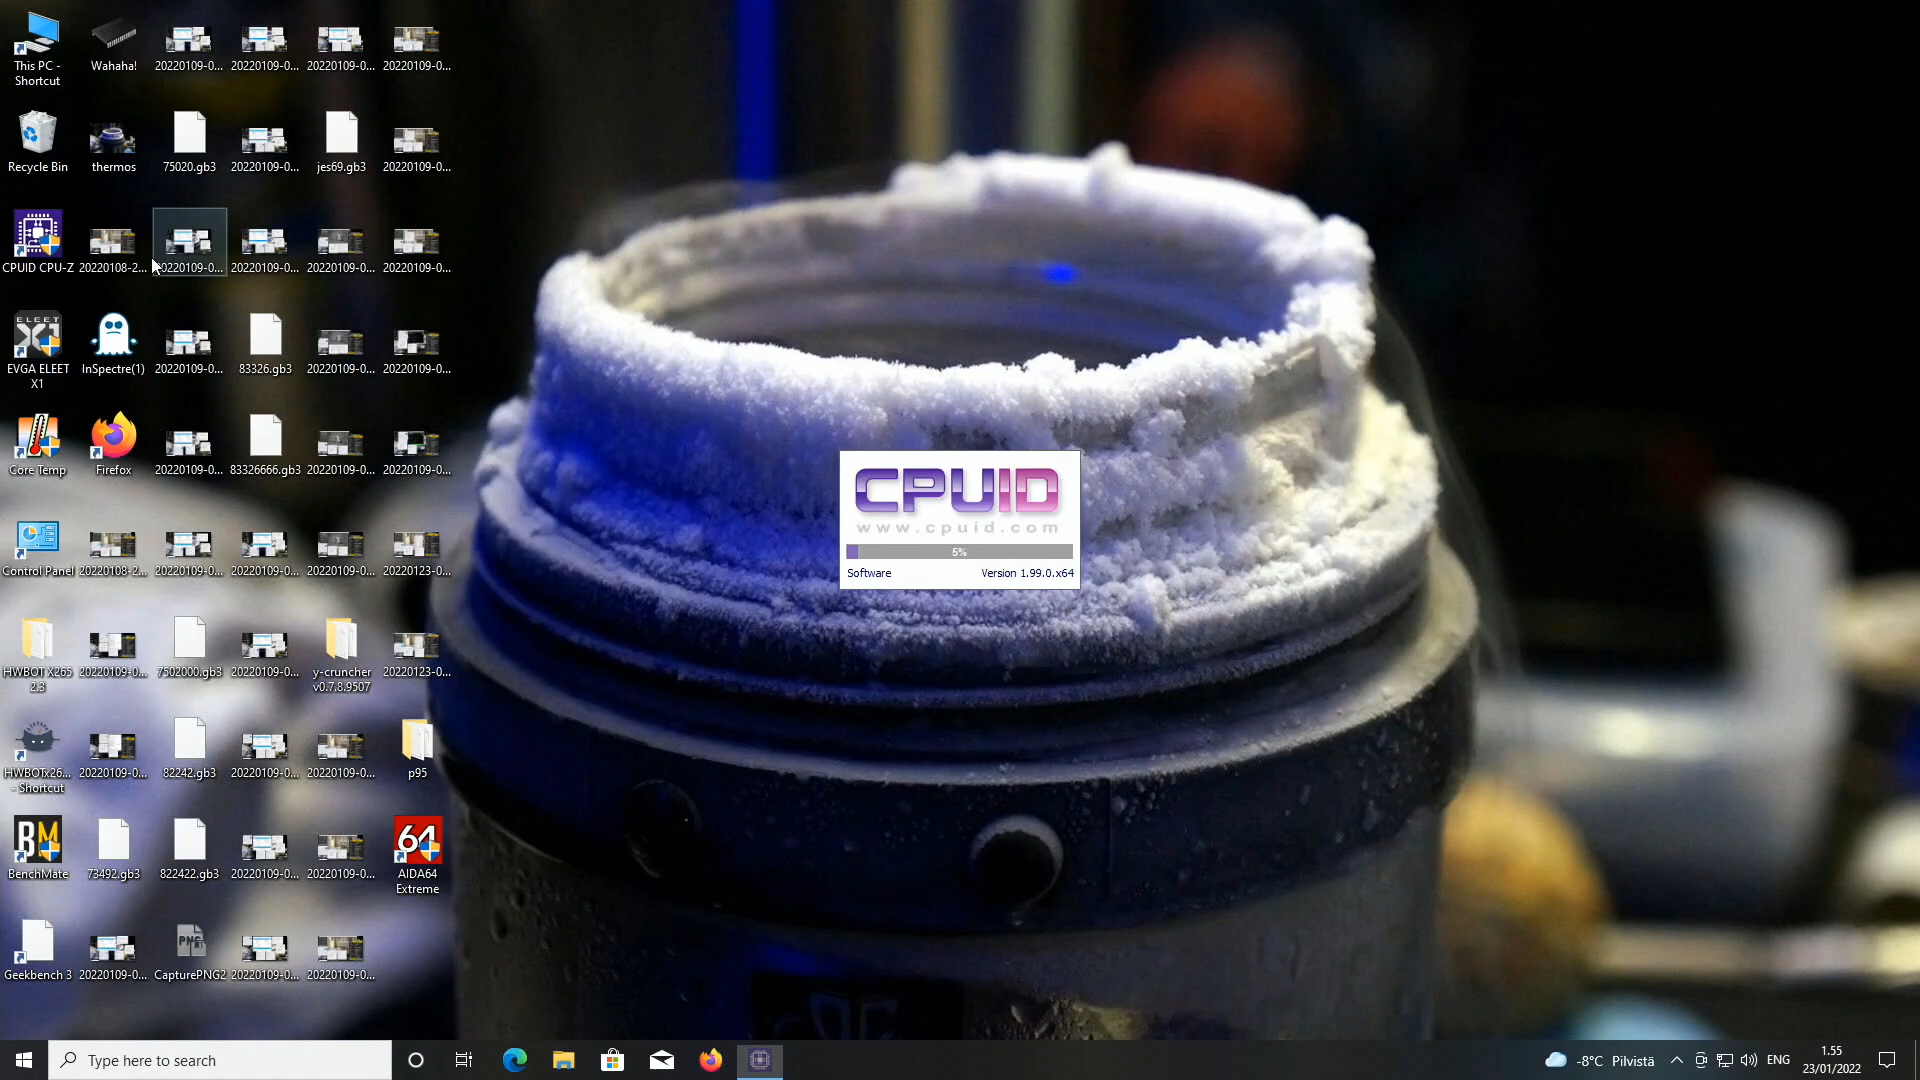 This PC -
Shortcut
Wahaha!
20220109-0...
20220109-0...
20220109-0...
20220109-0...
Recycle Bin
thermos
75020.gb3
20220109-0...
jes69.gb3
20220109-0...
CPUID CPU-Z
20220108-2...
20220109-0...
20220109-0...
20220109-0...
20220109-0...
ELEET
X1
EVGA ELEET
X1
InSpectre(1)
20220109-0...
83326.gb3
20220109-0...
20220109-0...
Core Temp
Firefox
20220109-0...
83326666.gb3
20220109-0...
20220109-0...
CPUID
www.cpuid.com
5%
Software
Version 1.99.0.x64
Control Panel
20220108-2...
20220109-0...
20220109-0...
20220109-0...
20220123-0...
HWBOT X265
2.3
20220109-0...
7502000.gb3
20220109-0...
y-cruncher
v0.7.8.9507
20220123-0...
HWBOTx26...
- Shortcut
20220109-0...
82242.gb3
20220109-0...
20220109-0...
p95
BM
BenchMate
73492.gb3
822422.gb3
20220109-0...
20220109-0...
64
AIDA64
Extreme
Geekbench 3
20220109-0...
PNG
CapturePNG2
20220109-0...
20220109-0...
Type here to search
-8°C Pilvistä
ENG
1.55
23/01/2022